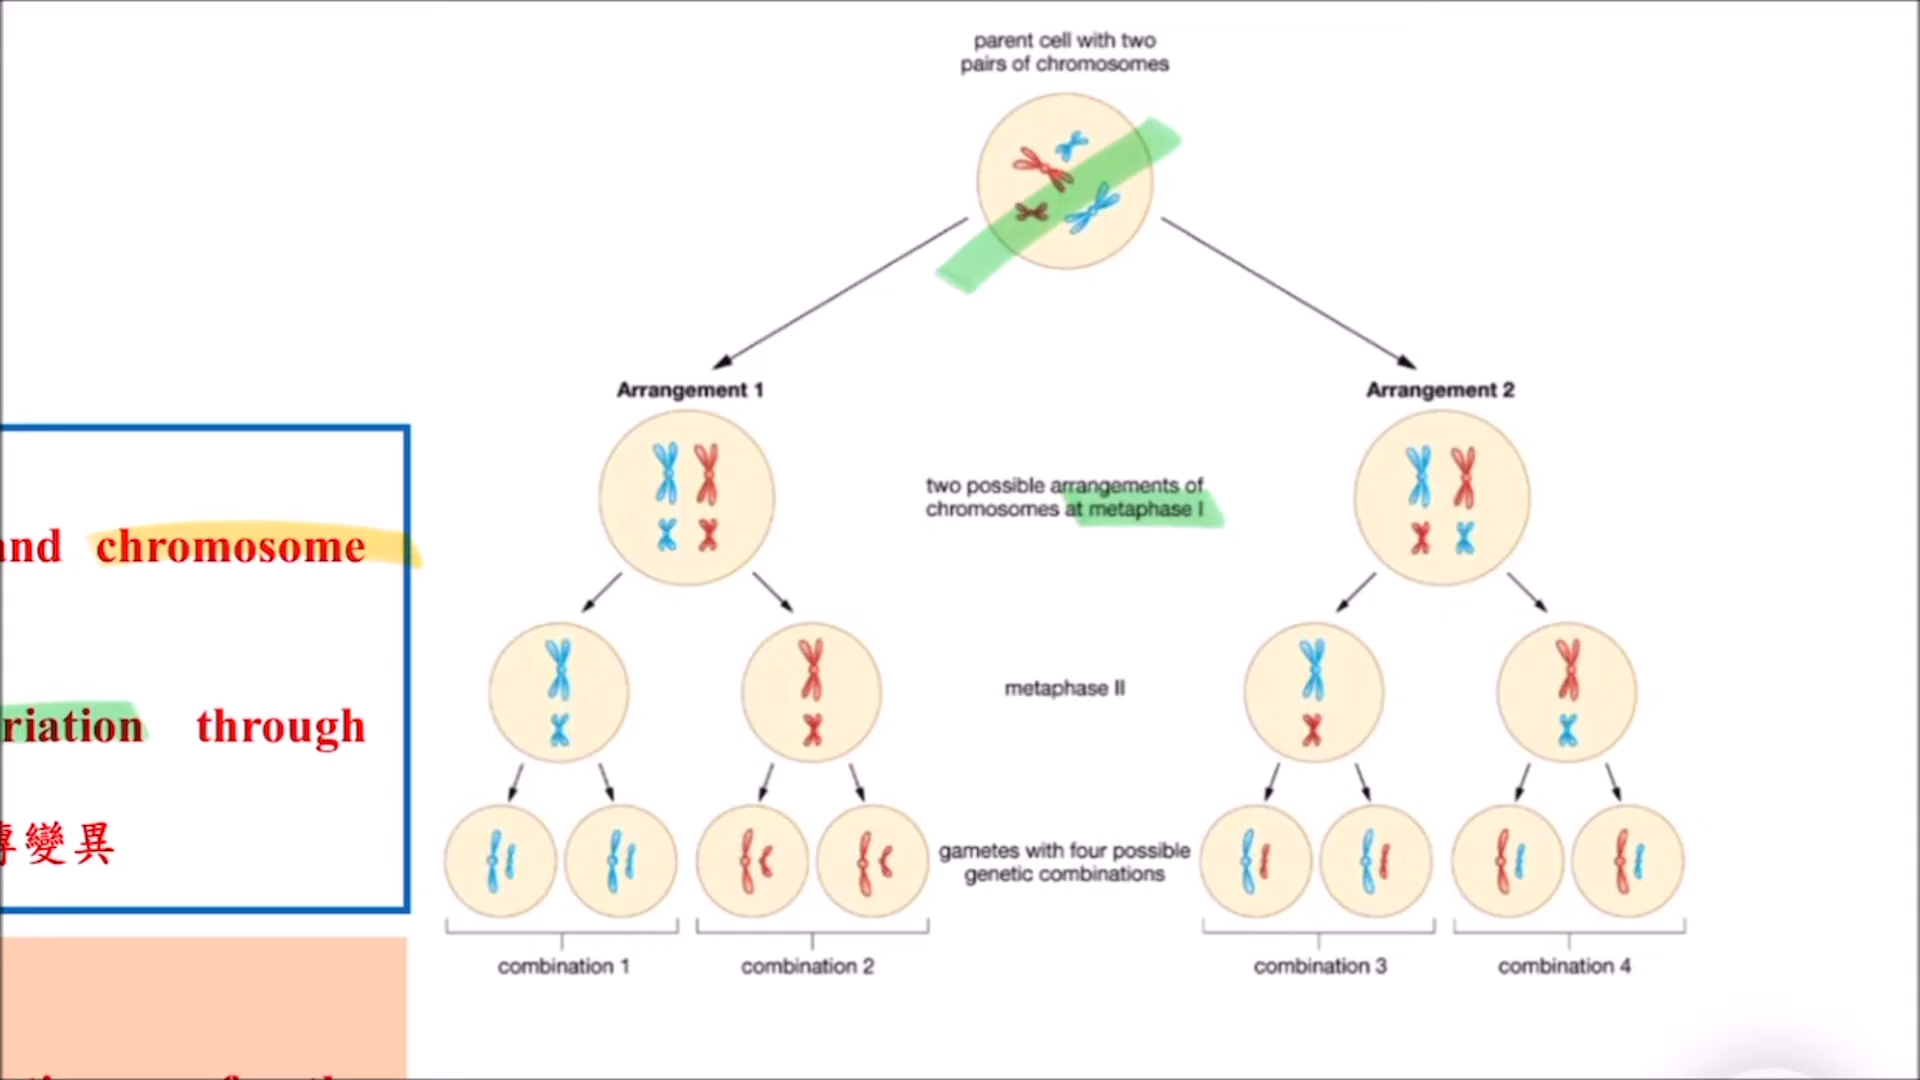 parent cell with two
pairs of chromosomes
Arrangement 1
Arrangement 2
two possible arrangements of
chromosomes at metaphase I
metaphase II
gametes with four possible
genetic combinations
combination 1
combination 2
combination 3
combination 4
chromosome
through
變異